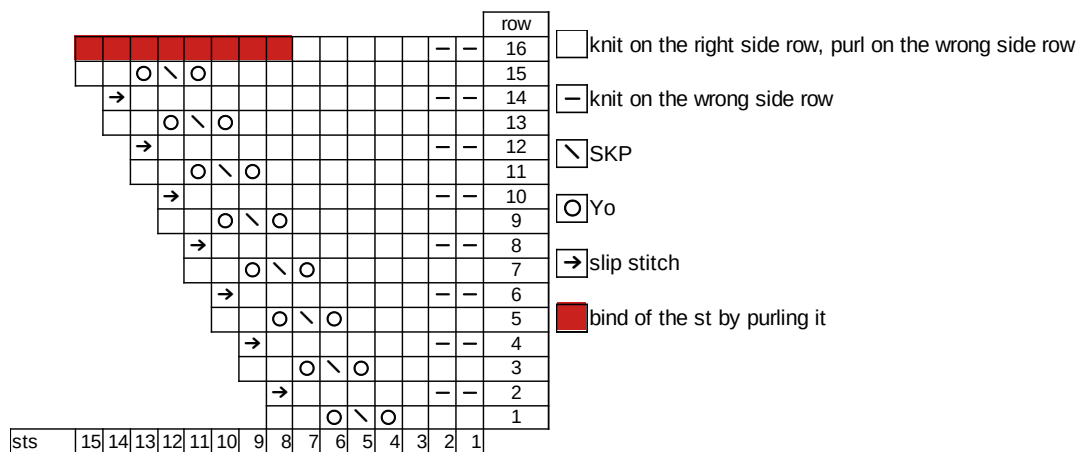 row
16
15
14
13
12
11
10
9
8
7
6
5
4
3
2
1
sts 15 14 13 12 11 10 9 8 7 6 5 4 3 2 1
knit on the right side row, purl on the wrong side row
knit on the wrong side row
SKP
Yo
slip stitch
bind of the st by purling it